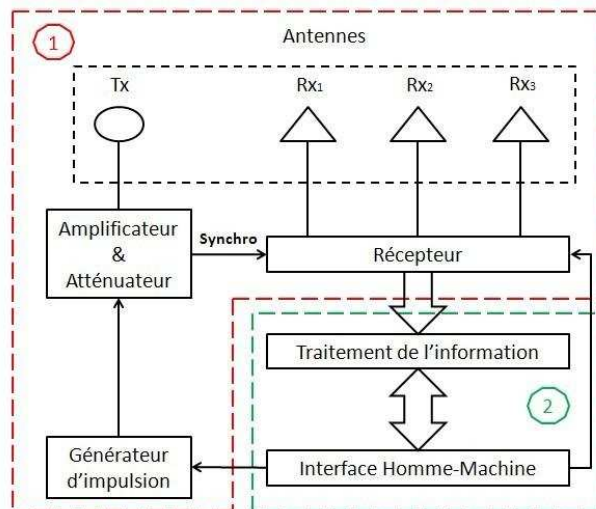 1
Antennes
Tx
Rx1
Rx2
Rx3
Amplificateur
&
Atténuateur
Synchro
Récepteur
Traitement de l'information
2
Générateur
d'impulsion
Interface Homme-Machine